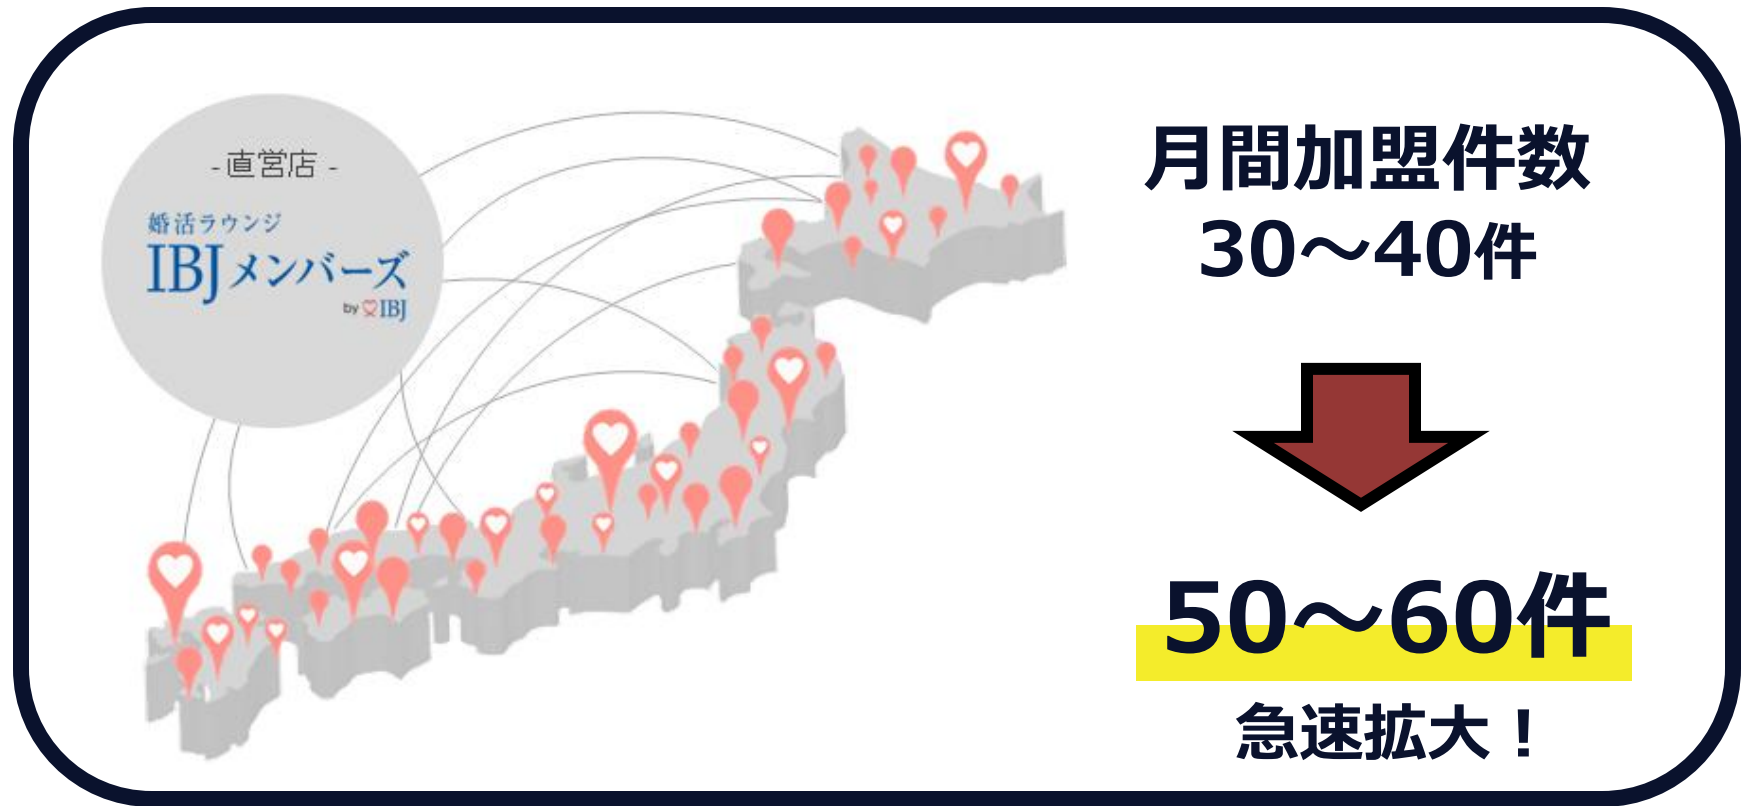 - 直営店 -
婚活ラウンジ
IBJメンバーズ
by IBJ
月間加盟件数
30～40件
50～60件
急速拡大！